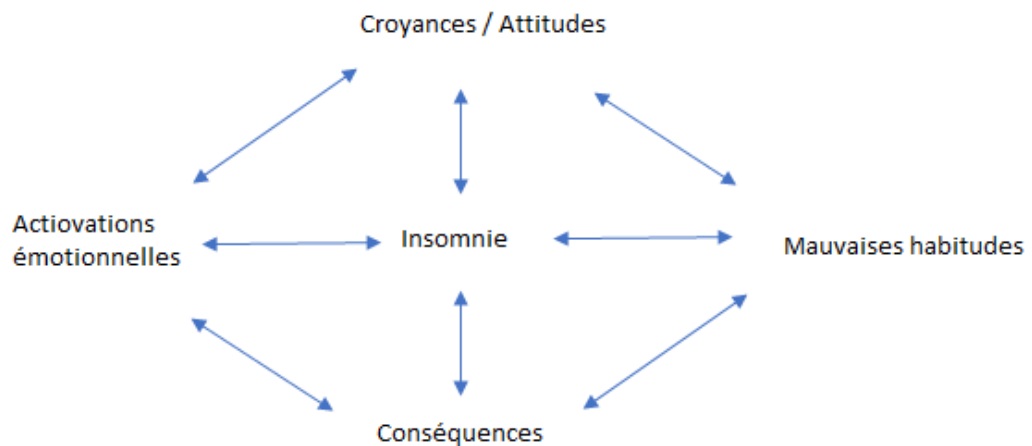 Croyances / Attitudes
Actiovations
émotionnelles
Insomnie
Mauvaises habitudes
Conséquences